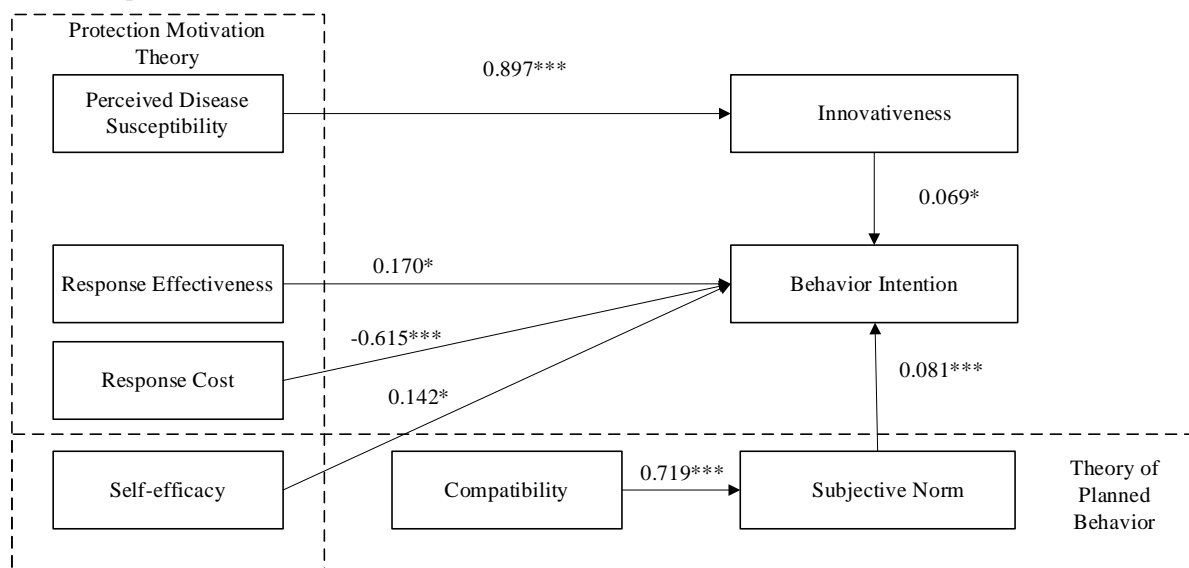 Protection Motivation
Theory
0.897***
Perceived Disease
Susceptibility
Innovativeness
0.069*
Response Effectiveness
0.170*
Behavior Intention
-0.615***
Response Cost
0.081***
0.142*
Self-efficacy
Compatibility
0.719***
Subjective Norm
Theory of
Planned
Behavior